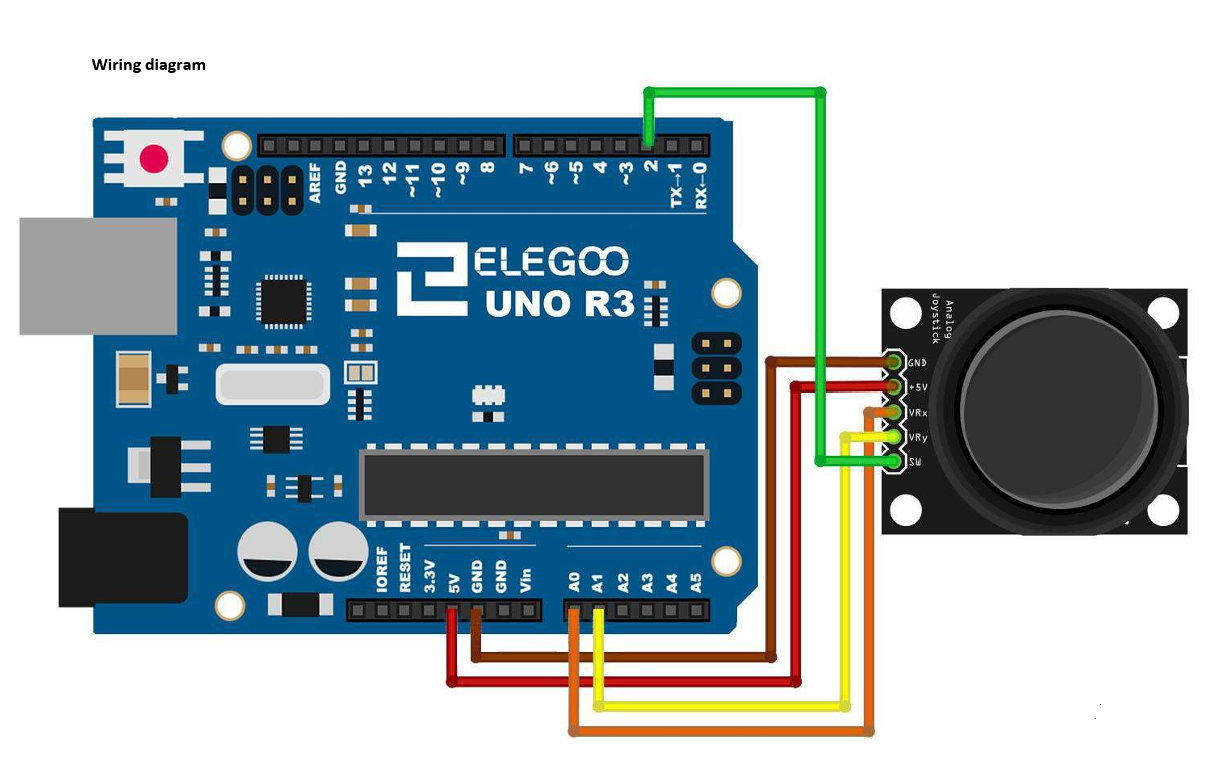 Wiring diagram
AREF
GND
13
12
~11
~10
~9
8
7
~6
~5
4
~3
2
TX→1
RX←0
ELEGOO
UNO R3
Analog
Joystick
GND
+5V
VRx
VRy
SW
IOREF
RESET
3.3V
5V
GND
GND
Vin
A0
A1
A2
A3
A4
A5